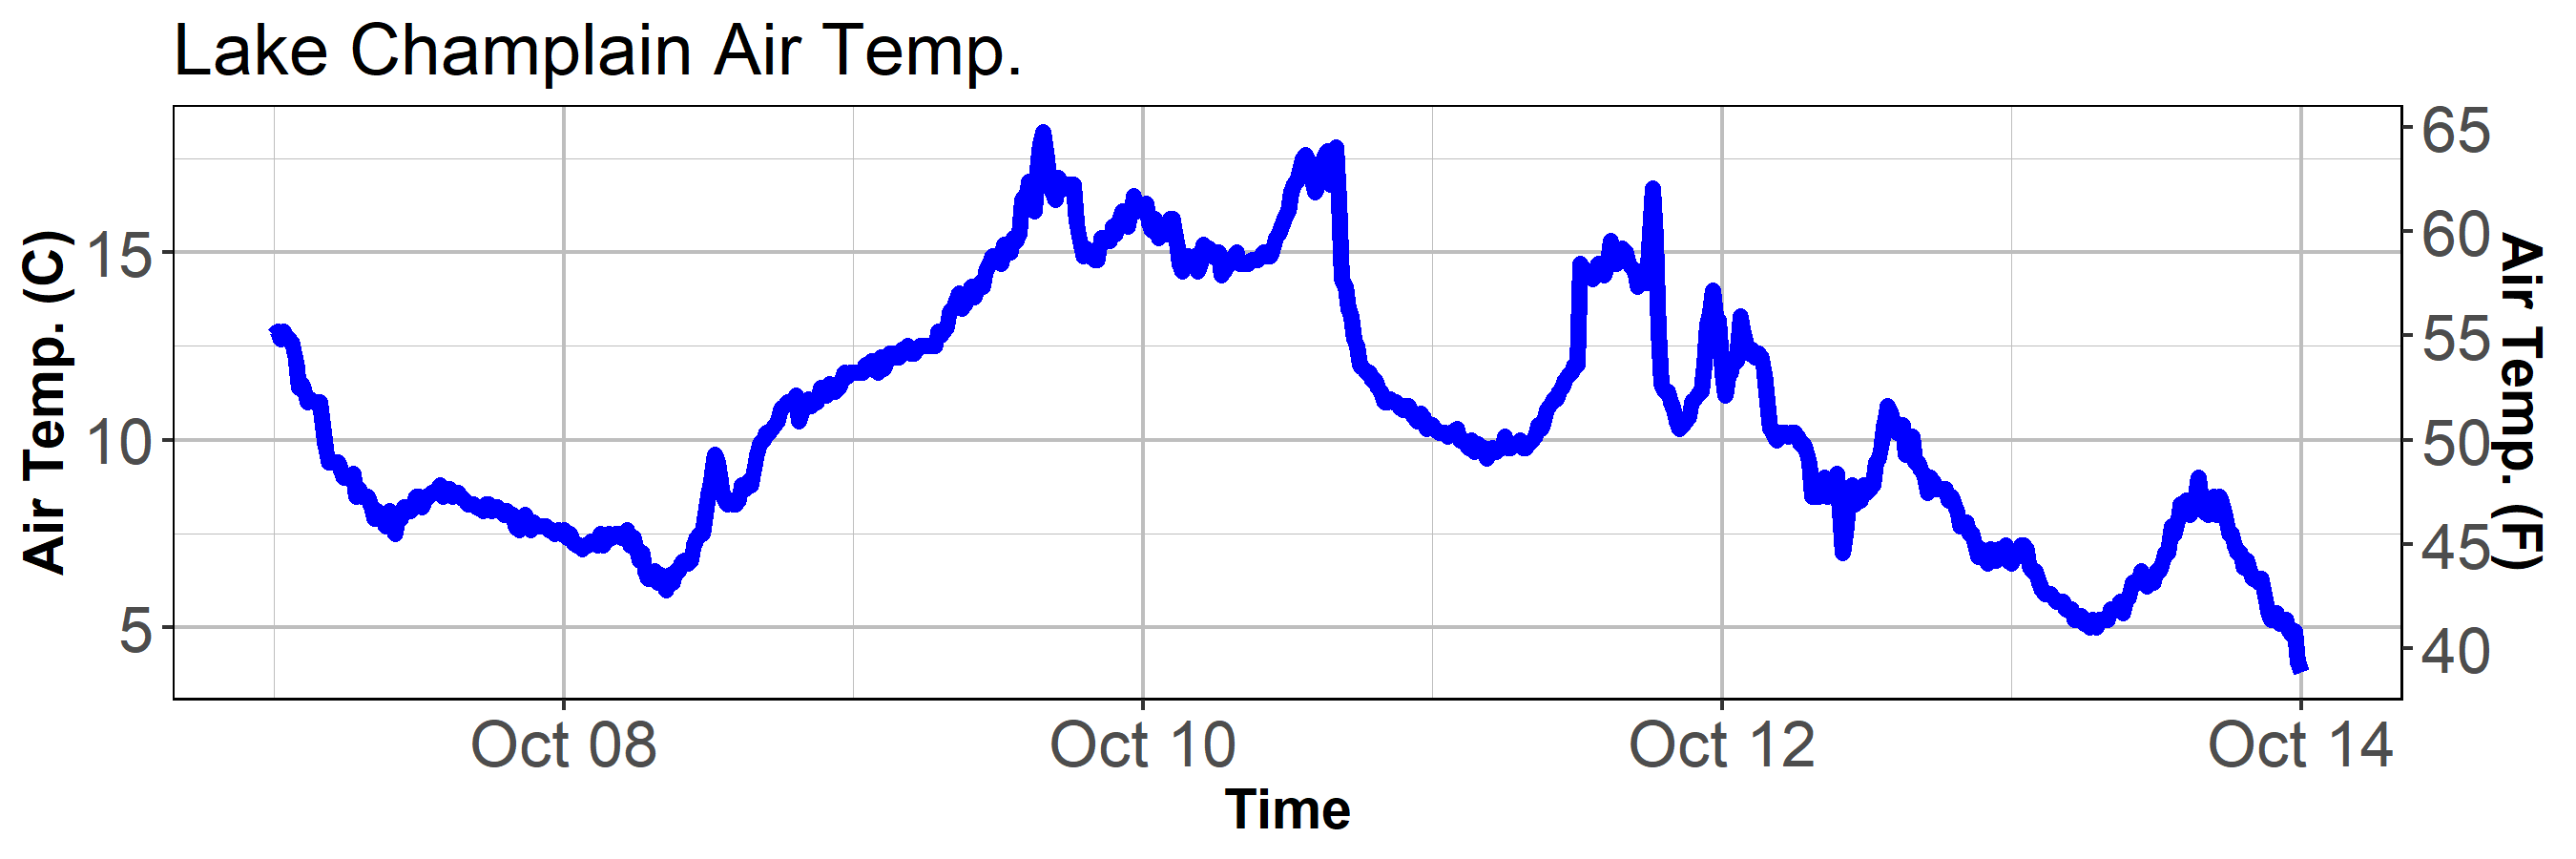 Lake Champlain Air Temp.
Air Temp. (C)
15
10
5
65
60
55
50
45
40
Air Temp. (F)
Oct 08
Oct 10
Oct 12
Oct 14
Time